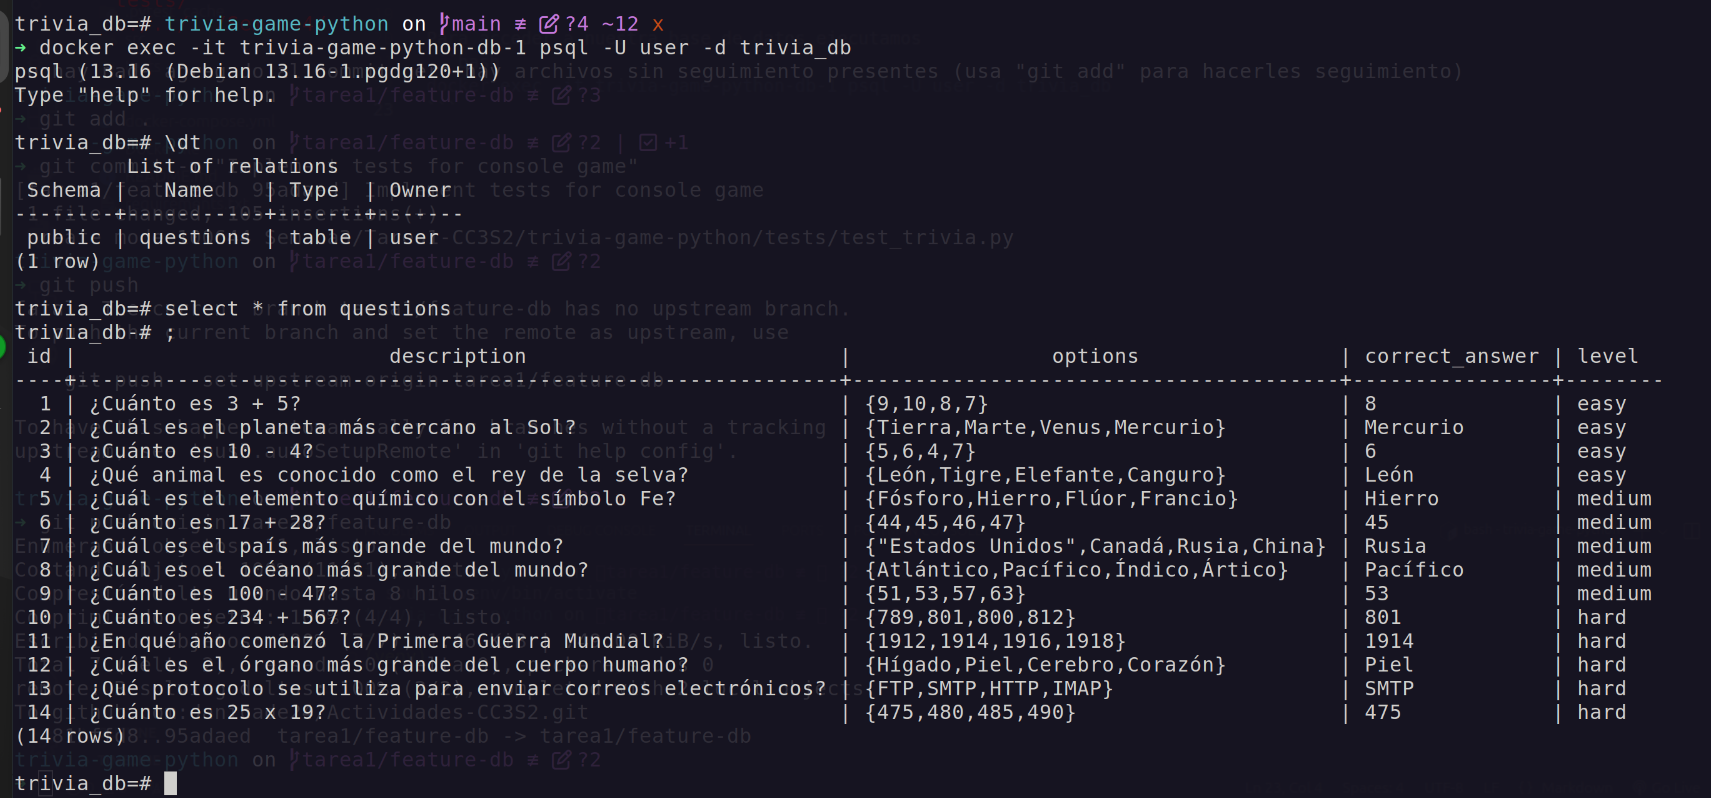 trivia_db=# trivia-game-python on main ≢ ?4 ~12 x
→ docker exec -it trivia-game-python-db-1 psql -U user -d trivia_db
psql (13.16 (Debian 13.16-1.pgdg120+1))
Type "help" for help.
trivia_db=# \dt
List of relations
Schema | Name | Type | Owner
--------+-----------+-------+-------
public | questions | table | user
(1 row)
trivia_db=# select * from questions
trivia_db-# ;
id | description | options | correct_answer | level
----+-------------------------------------------------------------+---------------------------------------+----------------+--------
1 | ¿Cuánto es 3 + 5? | {9,10,8,7} | 8 | easy
2 | ¿Cuál es el planeta más cercano al Sol? | {Tierra,Marte,Venus,Mercurio} | Mercurio | easy
3 | ¿Cuánto es 10 - 4? | {5,6,4,7} | 6 | easy
4 | ¿Qué animal es conocido como el rey de la selva? | {León,Tigre,Elefante,Canguro} | León | easy
5 | ¿Cuál es el elemento químico con el símbolo Fe? | {Fósforo,Hierro,Flúor,Francio} | Hierro | medium
6 | ¿Cuánto es 17 + 28? | {44,45,46,47} | 45 | medium
7 | ¿Cuál es el país más grande del mundo? | {"Estados Unidos",Canadá,Rusia,China} | Rusia | medium
8 | ¿Cuál es el océano más grande del mundo? | {Atlántico,Pacífico,Índico,Ártico} | Pacífico | medium
9 | ¿Cuánto es 100 - 47? | {51,53,57,63} | 53 | medium
10 | ¿Cuánto es 234 + 567? | {789,801,800,812} | 801 | hard
11 | ¿En qué año comenzó la Primera Guerra Mundial? | {1912,1914,1916,1918} | 1914 | hard
12 | ¿Cuál es el órgano más grande del cuerpo humano? | {Hígado,Piel,Cerebro,Corazón} | Piel | hard
13 | ¿Qué protocolo se utiliza para enviar correos electrónicos? | {FTP,SMTP,HTTP,IMAP} | SMTP | hard
14 | ¿Cuánto es 25 x 19? | {475,480,485,490} | 475 | hard
(14 rows)
trivia_db=#